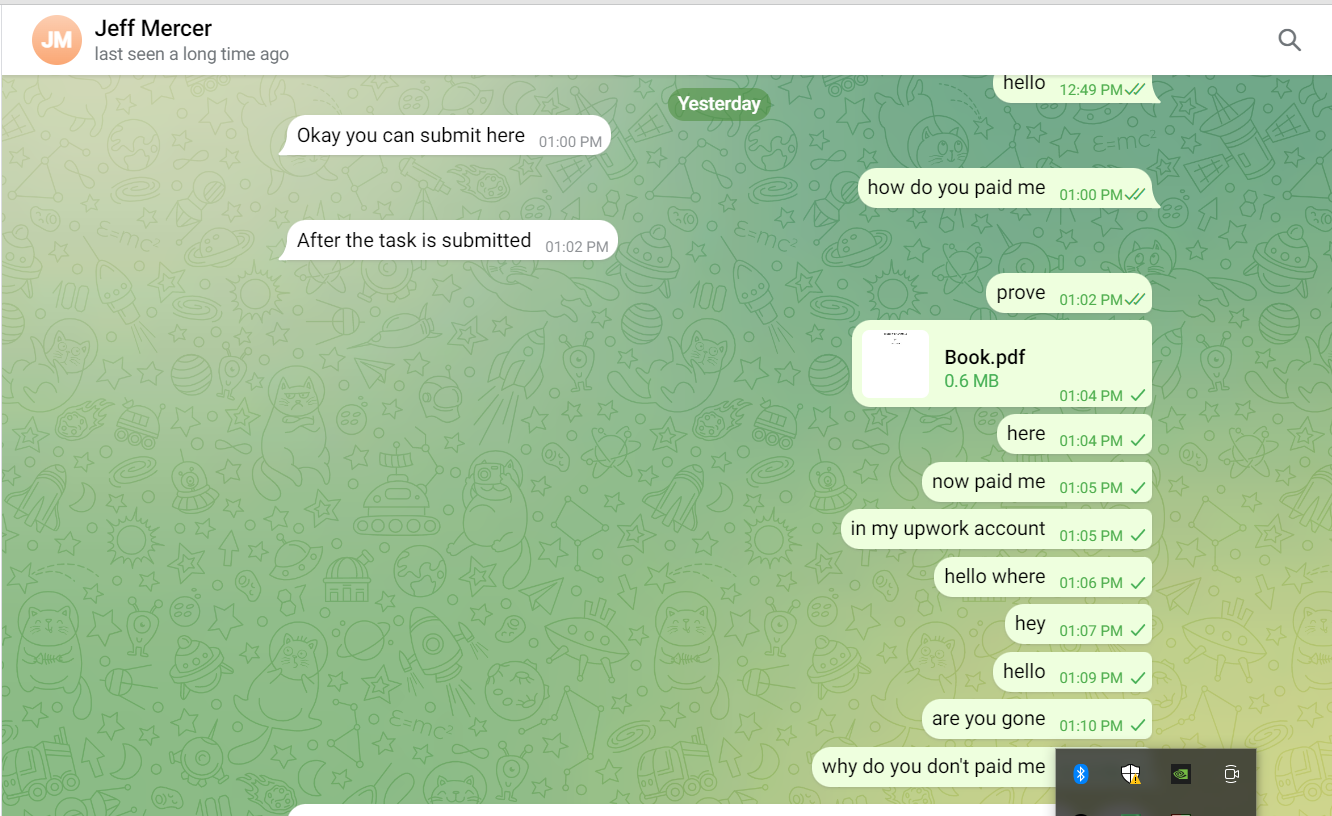 JM
Jeff Mercer
last seen a long time ago
hello 12:49 PM
Yesterday
Okay you can submit here 01:00 PM
how do you paid me 01:00 PM
After the task is submitted 01:02 PM
prove 01:02 PM
Book.pdf
0.6 MB
01:04 PM
here 01:04 PM
now paid me 01:05 PM
in my upwork account 01:05 PM
hello where 01:06 PM
hey 01:07 PM
hello 01:09 PM
are you gone 01:10 PM
why do you don't paid me